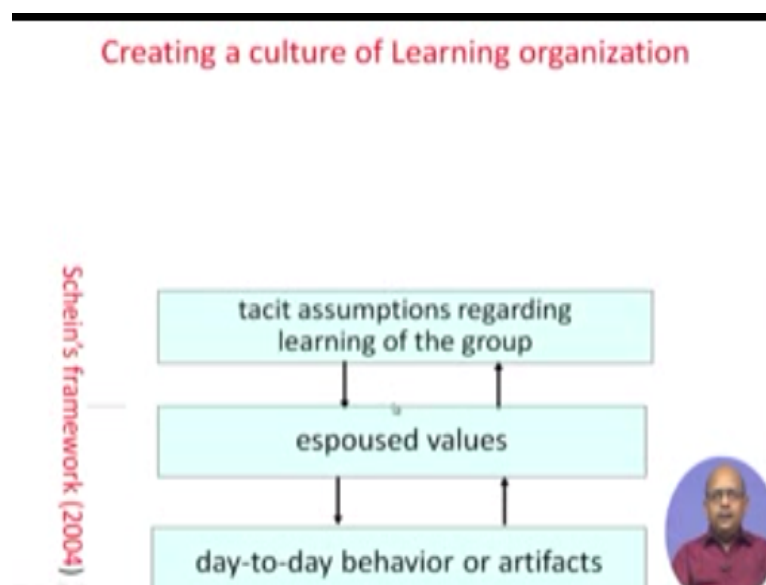 Creating a culture of Learning organization
Schein's framework (2004)
tacit assumptions regarding
learning of the group
espoused values
day-to-day behavior or artifacts